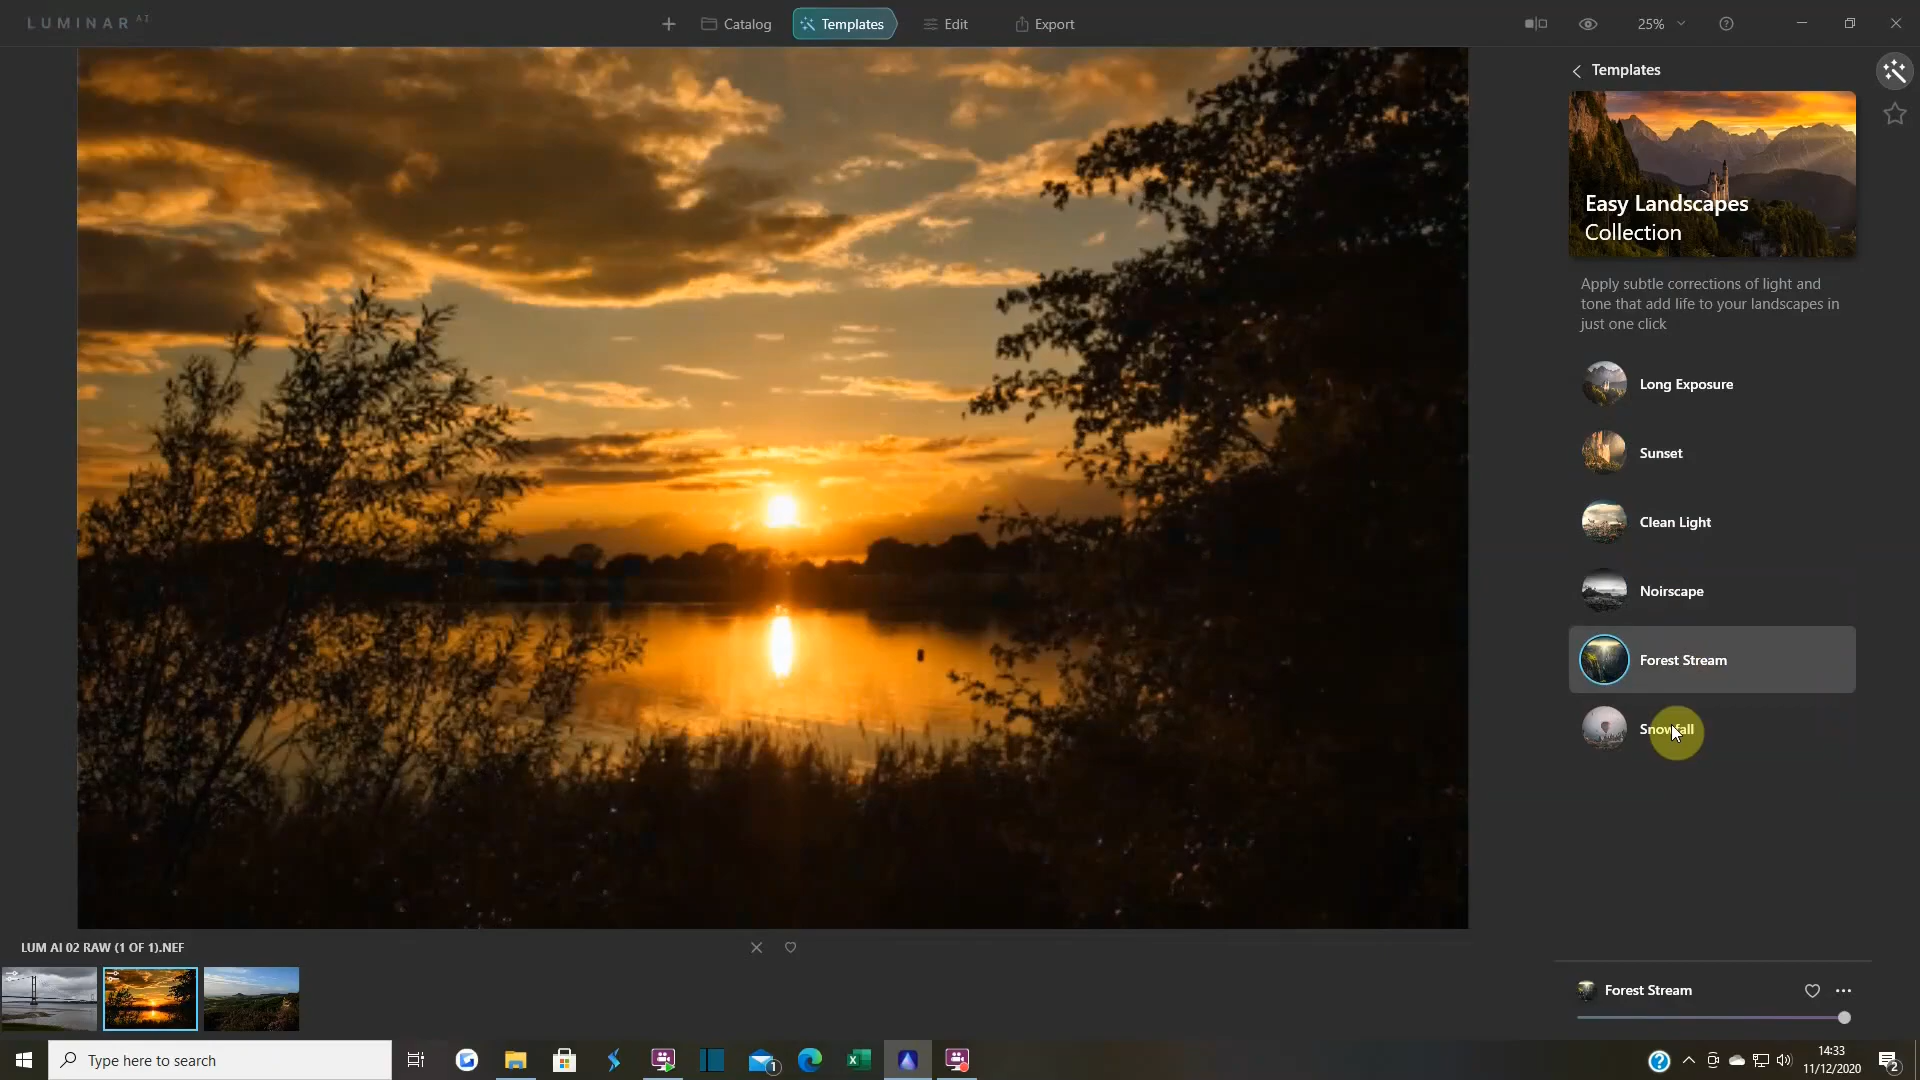 LUMINAR AI
Catalog
Templates
Edit
Export
25%
Templates
Easy Landscapes
Collection
Apply subtle corrections of light and
tone that add life to your landscapes in
just one click
Long Exposure
Sunset
Clean Light
Noirscape
Forest Stream
Snowfall
LUM AI 02 RAW (1 OF 1).NEF
Forest Stream
Type here to search
1
14:33
11/12/2020
2